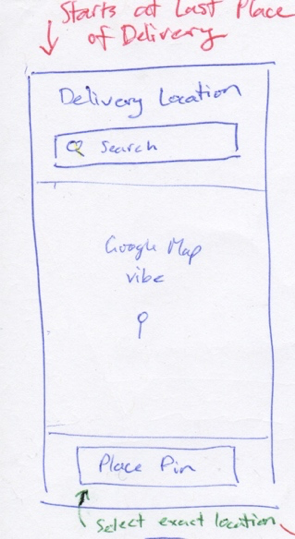 Starts at Last Place
of Delivery
Delivery Location
Search
Google Map
vibe
Place Pin
Select exact location